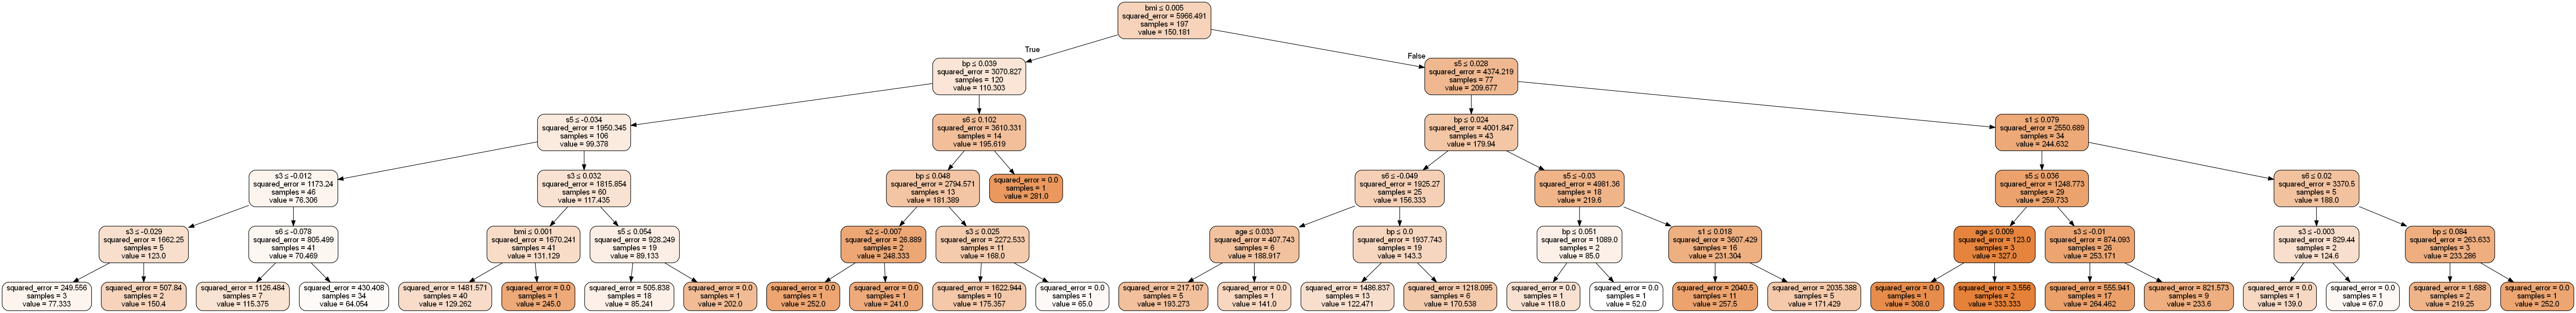 bmi ≤ 0.005
squared_error = 5966.491
samples = 197
value = 150.181
True
False
bp ≤ 0.039
squared_error = 3070.827
samples = 120
value = 110.303
s5 ≤ 0.028
squared_error = 4374.219
samples = 77
value = 209.677
s5 ≤ -0.034
squared_error = 1950.345
samples = 106
value = 99.378
s6 ≤ 0.102
squared_error = 3610.331
samples = 14
value = 195.619
bp ≤ 0.024
squared_error = 4001.847
samples = 43
value = 179.94
s1 ≤ 0.079
squared_error = 2550.689
samples = 34
value = 244.632
s3 ≤ -0.012
squared_error = 1173.24
samples = 46
value = 76.306
s3 ≤ 0.032
squared_error = 1815.854
samples = 60
value = 117.435
bp ≤ 0.048
squared_error = 2794.571
samples = 13
value = 181.389
squared_error = 0.0
samples = 1
value = 281.0
s6 ≤ -0.049
squared_error = 1925.27
samples = 25
value = 156.333
s5 ≤ -0.03
squared_error = 4981.36
samples = 18
value = 219.6
s5 ≤ 0.036
squared_error = 1248.773
samples = 29
value = 259.733
s6 ≤ 0.02
squared_error = 3370.5
samples = 5
value = 188.0
s3 ≤ -0.029
squared_error = 1662.25
samples = 5
value = 123.0
s6 ≤ -0.078
squared_error = 805.499
samples = 41
value = 70.469
bmi ≤ 0.001
squared_error = 1670.241
samples = 41
value = 131.129
s5 ≤ 0.054
squared_error = 928.249
samples = 19
value = 89.133
s2 ≤ -0.007
squared_error = 26.889
samples = 2
value = 248.333
s3 ≤ 0.025
squared_error = 2272.533
samples = 11
value = 168.0
age ≤ 0.033
squared_error = 407.743
samples = 6
value = 188.917
bp ≤ 0.0
squared_error = 1937.743
samples = 19
value = 143.3
bp ≤ 0.051
squared_error = 1089.0
samples = 2
value = 85.0
s1 ≤ 0.018
squared_error = 3607.429
samples = 16
value = 231.304
age ≤ 0.009
squared_error = 123.0
samples = 3
value = 327.0
s3 ≤ -0.01
squared_error = 874.093
samples = 26
value = 253.171
s3 ≤ -0.003
squared_error = 829.44
samples = 2
value = 124.6
bp ≤ 0.084
squared_error = 263.633
samples = 3
value = 233.286
squared_error = 249.556
samples = 3
value = 77.333
squared_error = 507.84
samples = 2
value = 150.4
squared_error = 1126.484
samples = 7
value = 115.375
squared_error = 430.408
samples = 34
value = 64.054
squared_error = 1481.571
samples = 40
value = 129.262
squared_error = 0.0
samples = 1
value = 245.0
squared_error = 505.838
samples = 18
value = 85.241
squared_error = 0.0
samples = 1
value = 202.0
squared_error = 0.0
samples = 1
value = 252.0
squared_error = 0.0
samples = 1
value = 241.0
squared_error = 1622.944
samples = 10
value = 175.357
squared_error = 0.0
samples = 1
value = 65.0
squared_error = 217.107
samples = 5
value = 193.273
squared_error = 0.0
samples = 1
value = 141.0
squared_error = 1486.837
samples = 13
value = 122.471
squared_error = 1218.095
samples = 6
value = 170.538
squared_error = 0.0
samples = 1
value = 118.0
squared_error = 0.0
samples = 1
value = 52.0
squared_error = 2040.5
samples = 11
value = 257.5
squared_error = 2035.388
samples = 5
value = 171.429
squared_error = 0.0
samples = 1
value = 308.0
squared_error = 3.556
samples = 2
value = 333.333
squared_error = 555.941
samples = 17
value = 264.462
squared_error = 821.573
samples = 9
value = 233.6
squared_error = 0.0
samples = 1
value = 139.0
squared_error = 0.0
samples = 1
value = 67.0
squared_error = 1.688
samples = 2
value = 219.25
squared_error = 0.0
samples = 1
value = 252.0